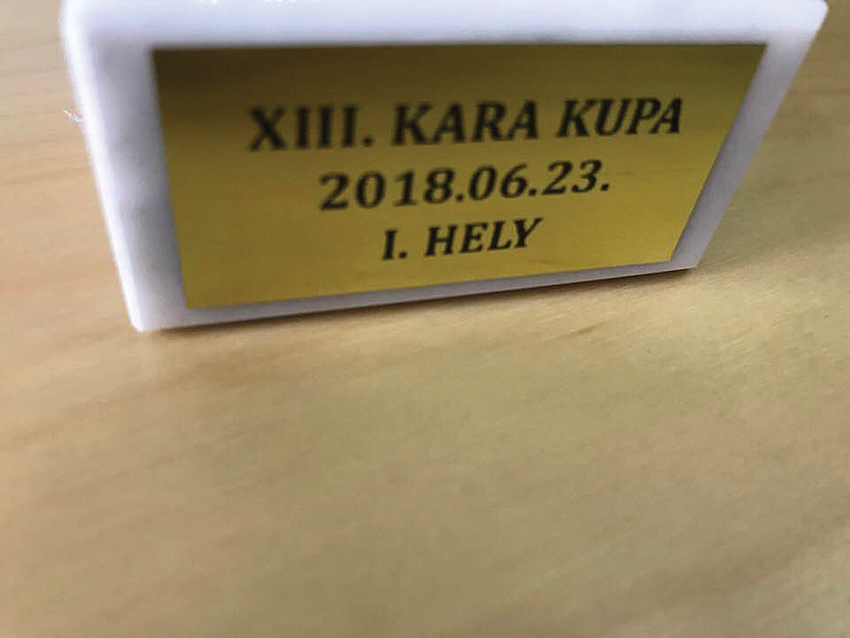 XIII. KARA KUPA
2018.06.23.
I. HELY